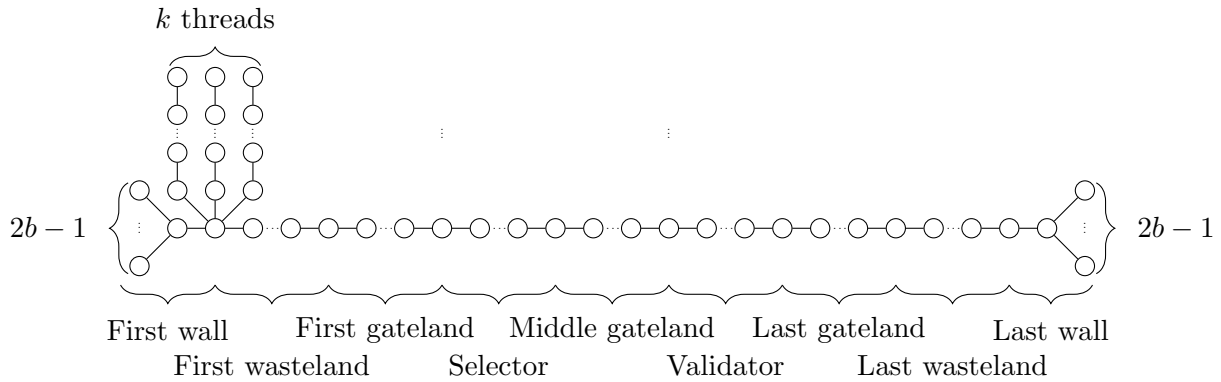 k threads
2b − 1
2b − 1
First wall
First gateland
Middle gateland
Last gateland
Last wall
First wasteland
Selector
Validator
Last wasteland